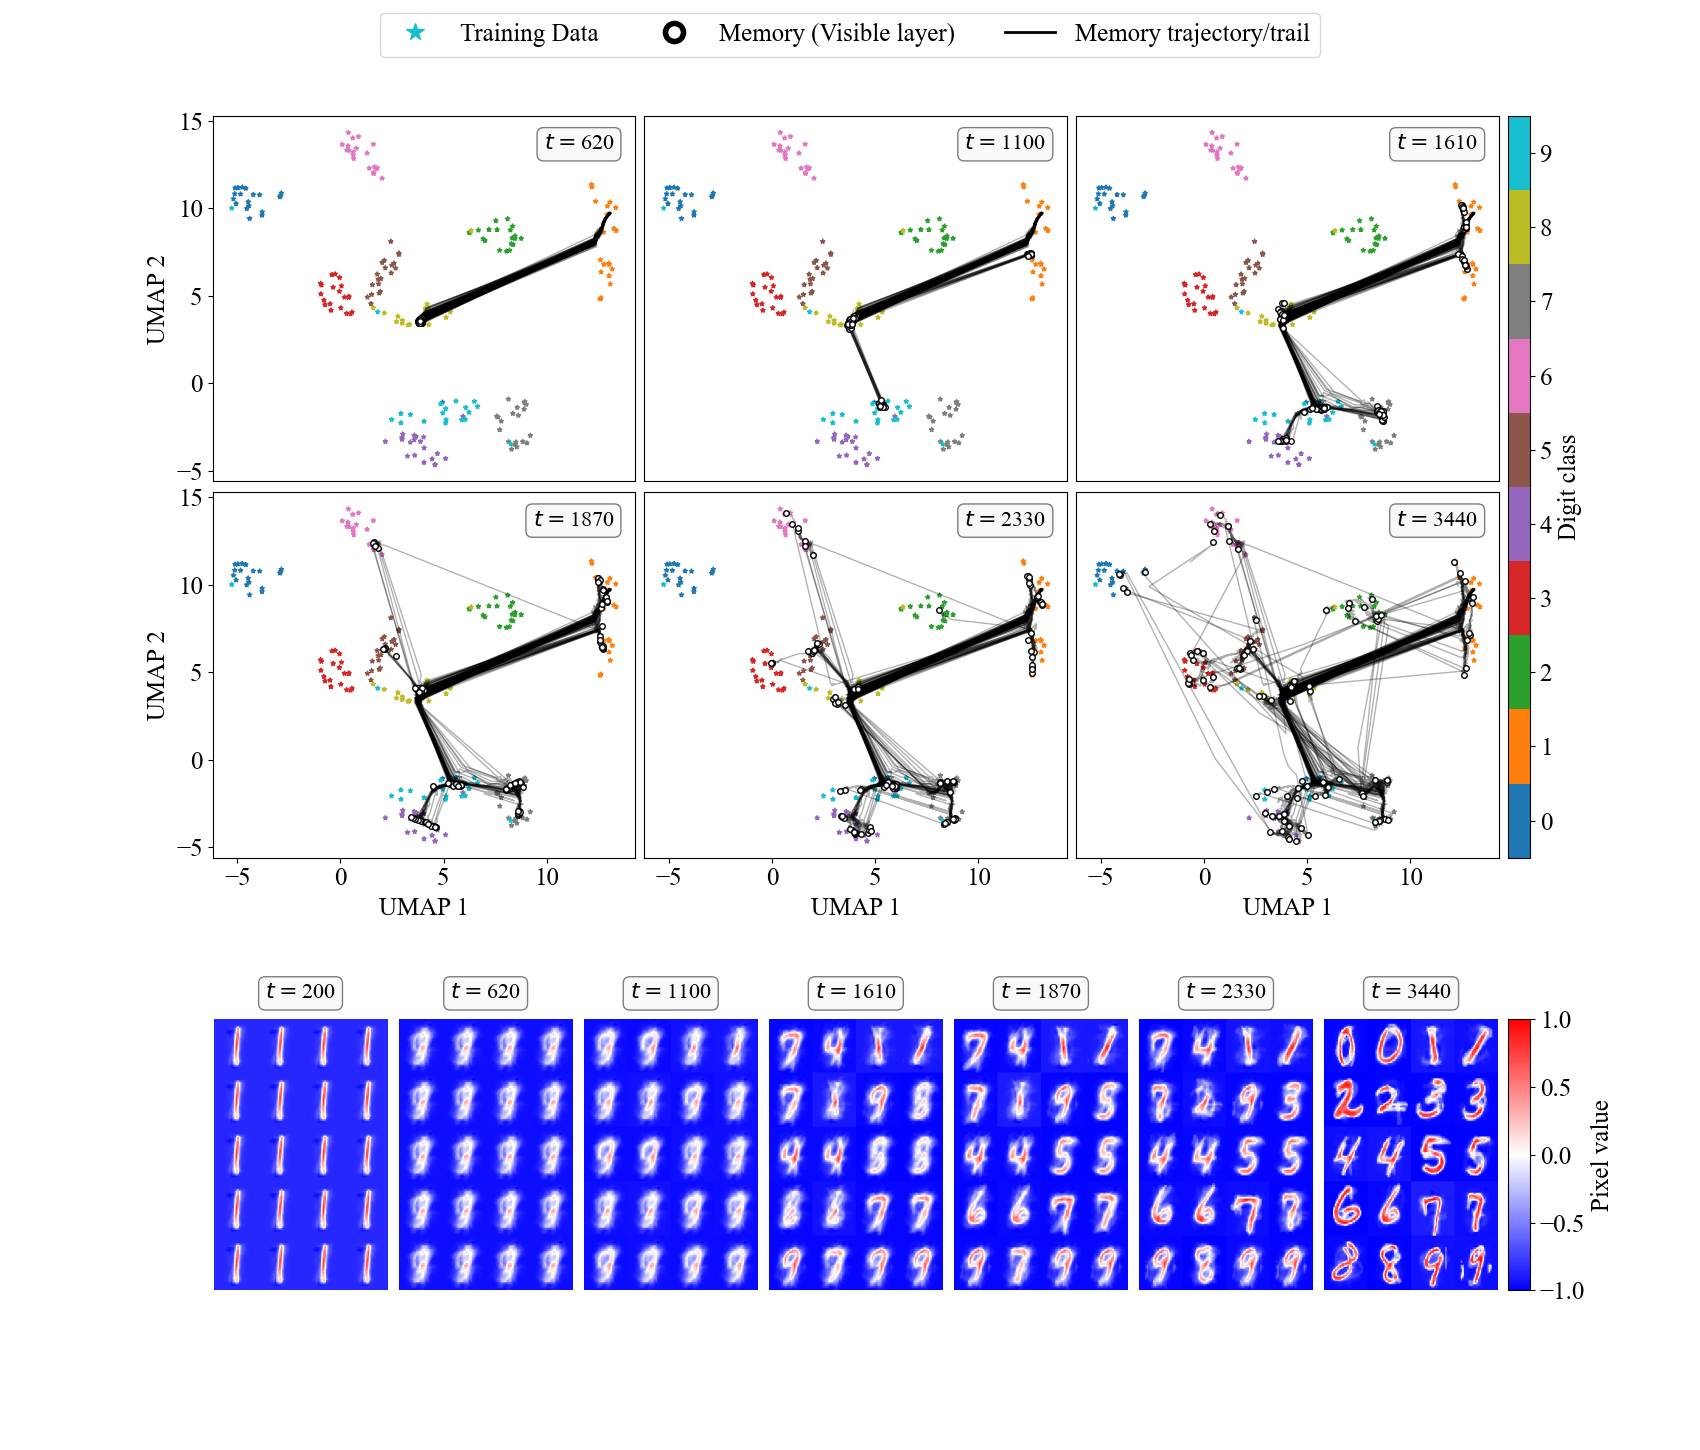 Training Data
Memory (Visible layer)
Memory trajectory/trail
t = 620
t = 1100
t = 1610
15
10
5
0
−5
UMAP 2
t = 1870
t = 2330
t = 3440
15
10
5
0
−5
UMAP 2
−5 0 5 10
−5 0 5 10
−5 0 5 10
UMAP 1
UMAP 1
UMAP 1
9
8
7
6
5
4
3
2
1
0
Digit class
t = 200
t = 620
t = 1100
t = 1610
t = 1870
t = 2330
t = 3440
1.0
0.5
0.0
−0.5
−1.0
Pixel value